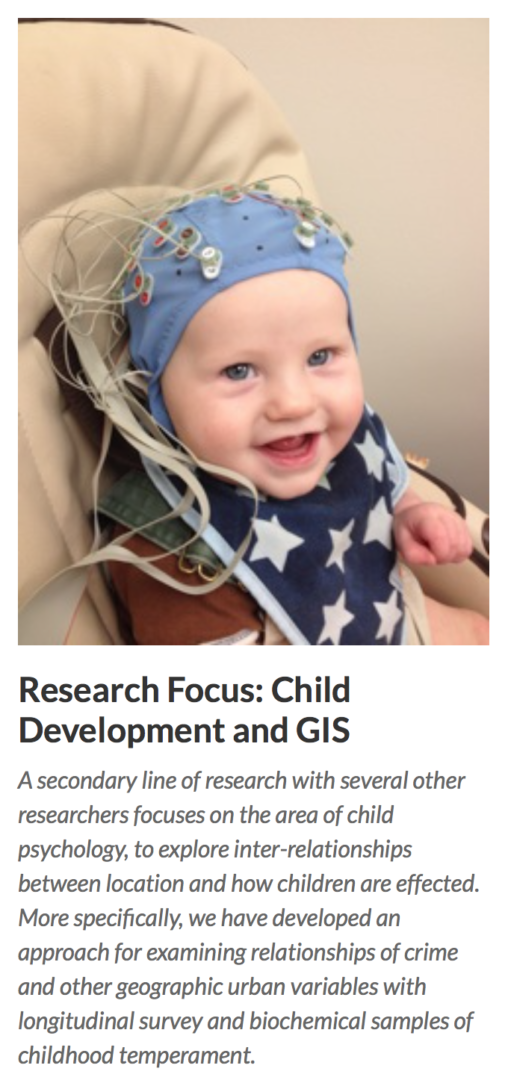 Research Focus: Child
Development and GIS
A secondary line of research with several other
researchers focuses on the area of child
psychology, to explore inter-relationships
between location and how children are effected.
More specifically, we have developed an
approach for examining relationships of crime
and other geographic urban variables with
longitudinal survey and biochemical samples of
childhood temperament.